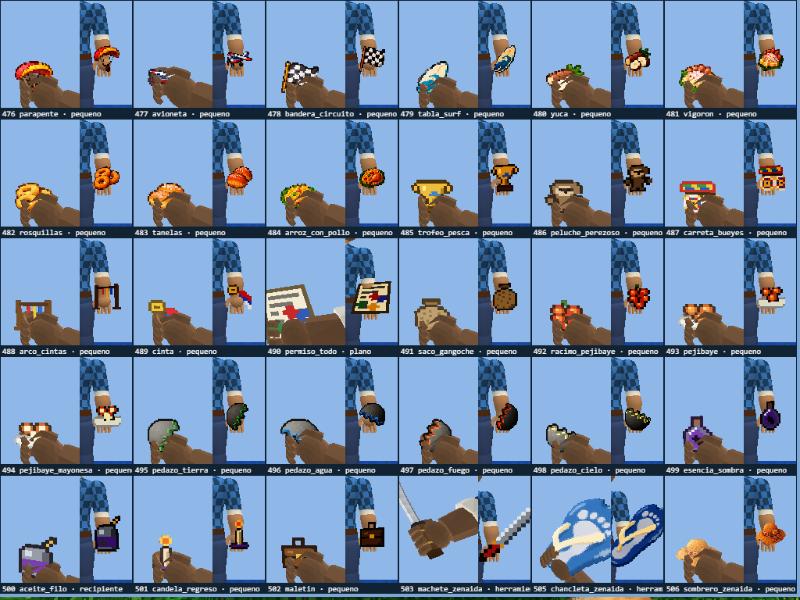 476 parapente · pequeno
477 avioneta · pequeno
478 bandera_circuito · pequeno
479 tabla_surf · pequeno
480 yuca · pequeno
481 vigoron · pequeno
482 rosquillas · pequeno
483 tanelas · pequeno
484 arroz_con_pollo · pequeno
485 trofeo_pesca · pequeno
486 peluche_perezoso · pequeno
487 carreta_bueyes · pequeno
488 arco_cintas · pequeno
489 cinta · pequeno
490 permiso_todo · plano
491 saco_gangoche · pequeno
492 racimo_pejibaye · pequeno
493 pejibaye · pequeno
494 pejibaye_mayonesa · pequen
495 pedazo_tierra · pequeno
496 pedazo_agua · pequeno
497 pedazo_fuego · pequeno
498 pedazo_cielo · pequeno
499 esencia_sombra · pequeno
500 aceite_filo · recipiente
501 candela_regreso · pequeno
502 maletin · pequeno
503 machete_zenaida · herramie
505 chancleta_zenaida · herram
506 sombrero_zenaida · pequeno